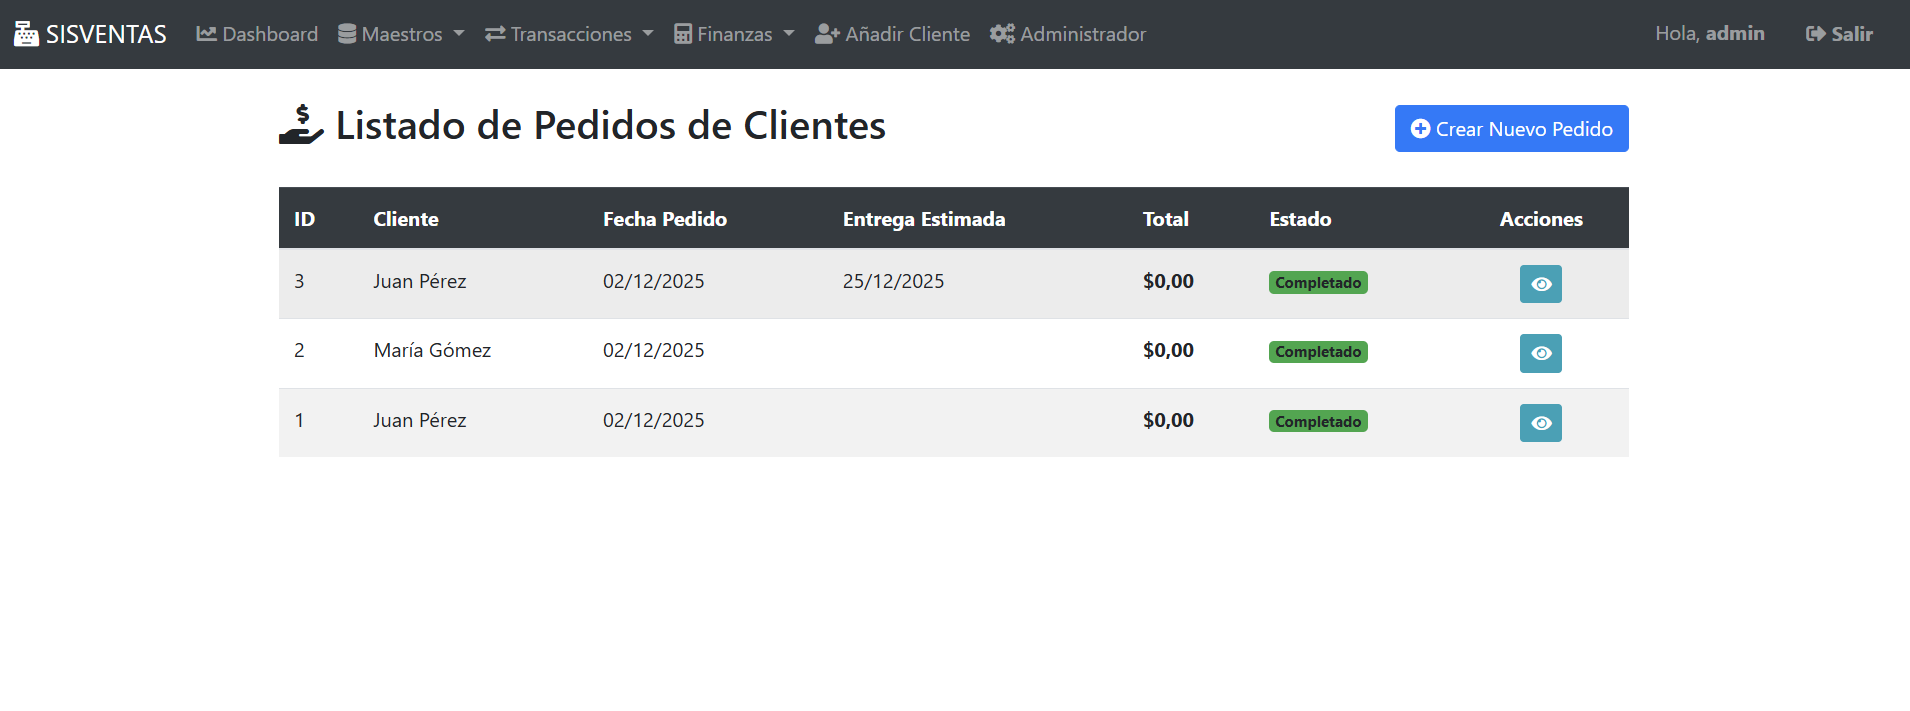 SISVENTAS Dashboard Maestros Transacciones Finanzas Añadir Cliente Administrador Hola, admin Salir
Listado de Pedidos de Clientes Crear Nuevo Pedido
ID Cliente Fecha Pedido Entrega Estimada Total Estado Acciones
3 Juan Pérez 02/12/2025 25/12/2025 $0,00 Completado
2 María Gómez 02/12/2025 $0,00 Completado
1 Juan Pérez 02/12/2025 $0,00 Completado